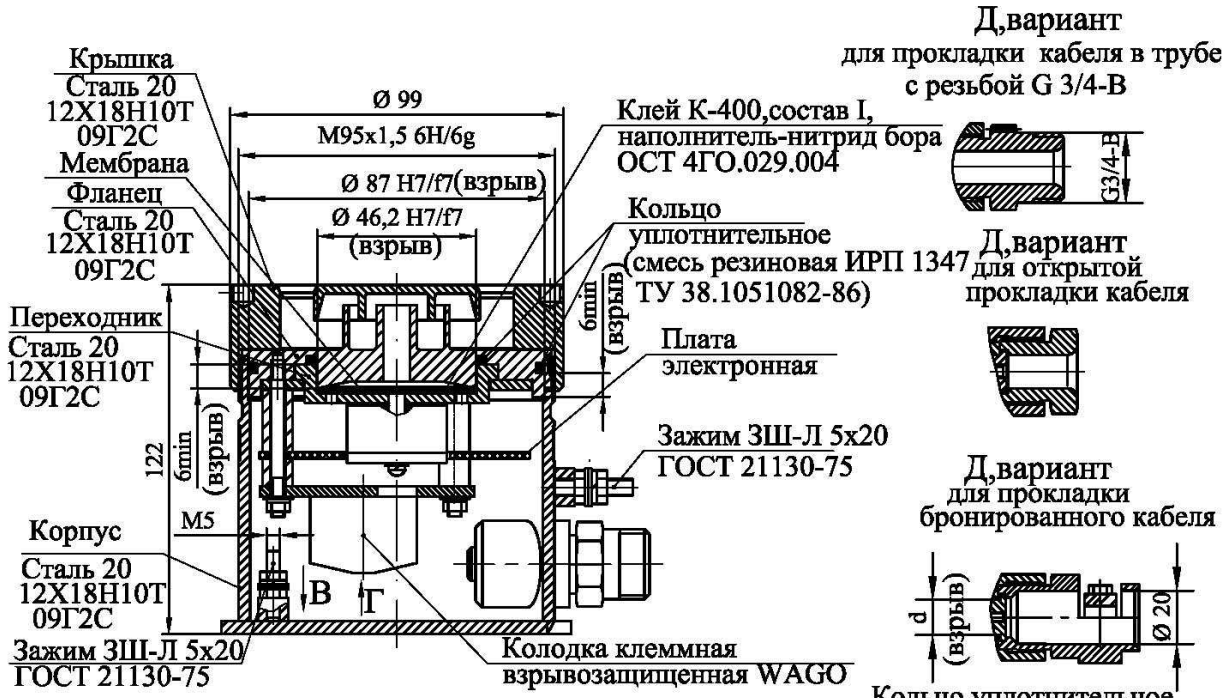 Д,вариант
для прокладки кабеля в трубе
с резьбой G 3/4-В
Крышка
Сталь 20
12Х18Н10Т
09Г2С
Мембрана
Фланец
Сталь 20
12Х18Н10Т
09Г2С
Переходник
Сталь 20
12Х18Н10Т
09Г2С
Корпус
Сталь 20
12Х18Н10Т
09Г2С
Зажим ЗШ-Л 5х20
ГОСТ 21130-75
Ø 99
М95х1,5 6Н/6g
Ø 87 Н7/f7(взрыв)
Ø 46,2 Н7/f7
(взрыв)
122
6min
(взрыв)
М5
В
Г
6min
(взрыв)
Клей К-400,состав I,
наполнитель-нитрид бора
ОСТ 4ГО.029.004
Кольцо
уплотнительное
(смесь резиновая ИРП 1347
ТУ 38.1051082-86)
Плата
электронная
Зажим ЗШ-Л 5х20
ГОСТ 21130-75
Колодка клеммная
взрывозащищенная WAGO
G3/4-В
Д,вариант
для открытой
прокладки кабеля
Д,вариант
для прокладки
бронированного кабеля
d
(взрыв)
Ø 20
Кольцо уплотнительное